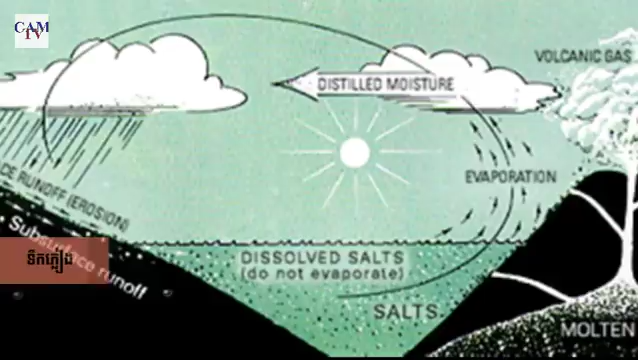 CAM
TV
VOLCANIC GAS
DISTILLED MOISTURE
EVAPORATION
CE RUNOFF (EROSION)
Subsurface runoff
ទឹកភ្លៀង
DISSOLVED SALTS
(do not evaporate)
SALTS
MOLTEN